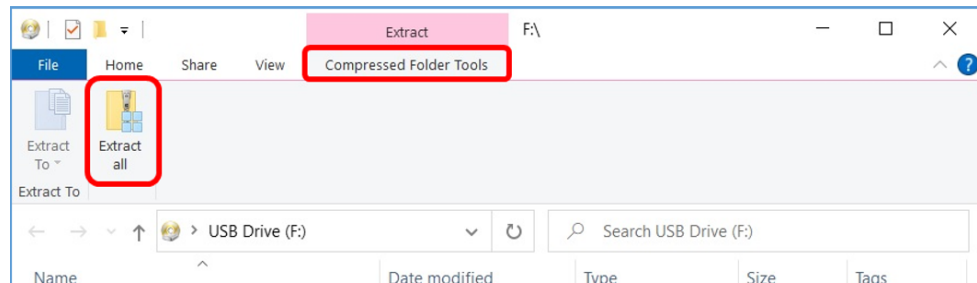 Extract F:\
File Home Share View Compressed Folder Tools
Extract To
Extract all
Extract To
USB Drive (F:) Search USB Drive (F:)
Name Date modified Type Size Tags